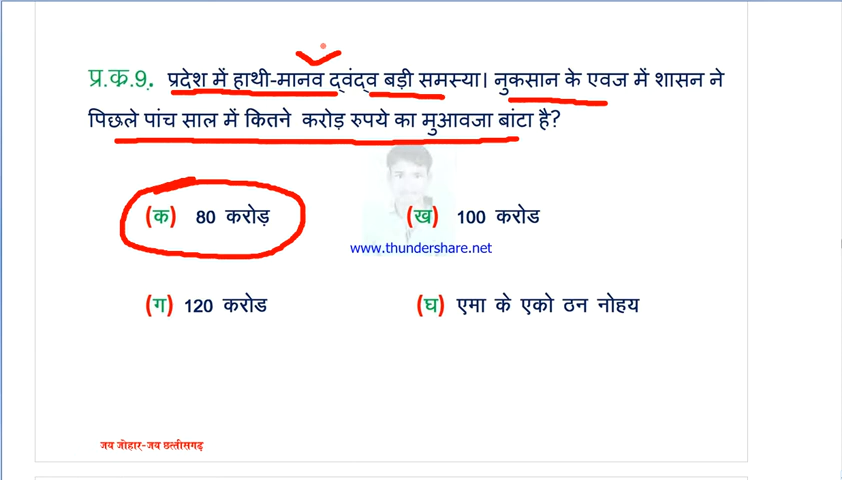 प्र.क्र.9. प्रदेश में हाथी-मानव द्वंद्व बड़ी समस्या। नुकसान के एवज में शासन ने
पिछले पांच साल में कितने करोड़ रुपये का मुआवजा बांटा है?
(क) 80 करोड़ (ख) 100 करोड
www.thundershare.net
(ग) 120 करोड (घ) एमा के एको ठन नोहय
जय जोहार-जय छत्तीसगढ़